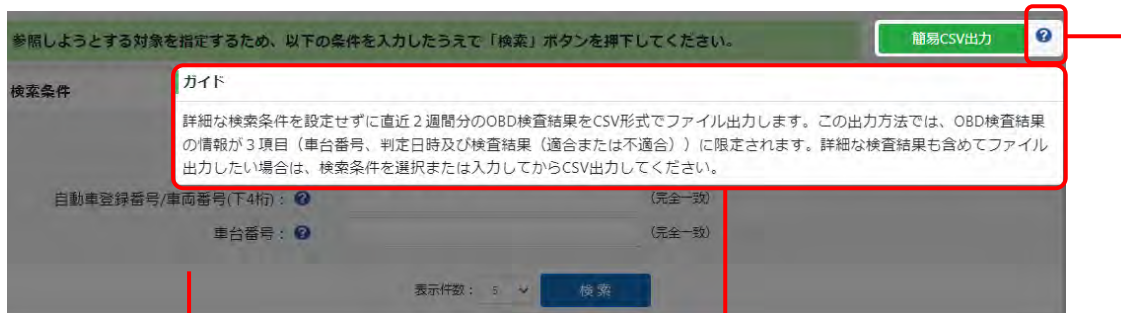 参照しようとする対象を指定するため、以下の条件を入力したうえで「検索」ボタンを押下してください。
簡易CSV出力
検索条件
ガイド
詳細な検索条件を設定せずに直近２週間分のOBD検査結果をCSV形式でファイル出力します。この出力方法では、OBD検査結果
の情報が３項目（車台番号、判定日時及び検査結果（適合または不適合））に限定されます。詳細な検査結果も含めてファイル
出力したい場合は、検索条件を選択または入力してからCSV出力してください。
自動車登録番号/車両番号(下4桁)： ?
(完全一致)
車台番号： ?
(完全一致)
表示件数： 5
検索